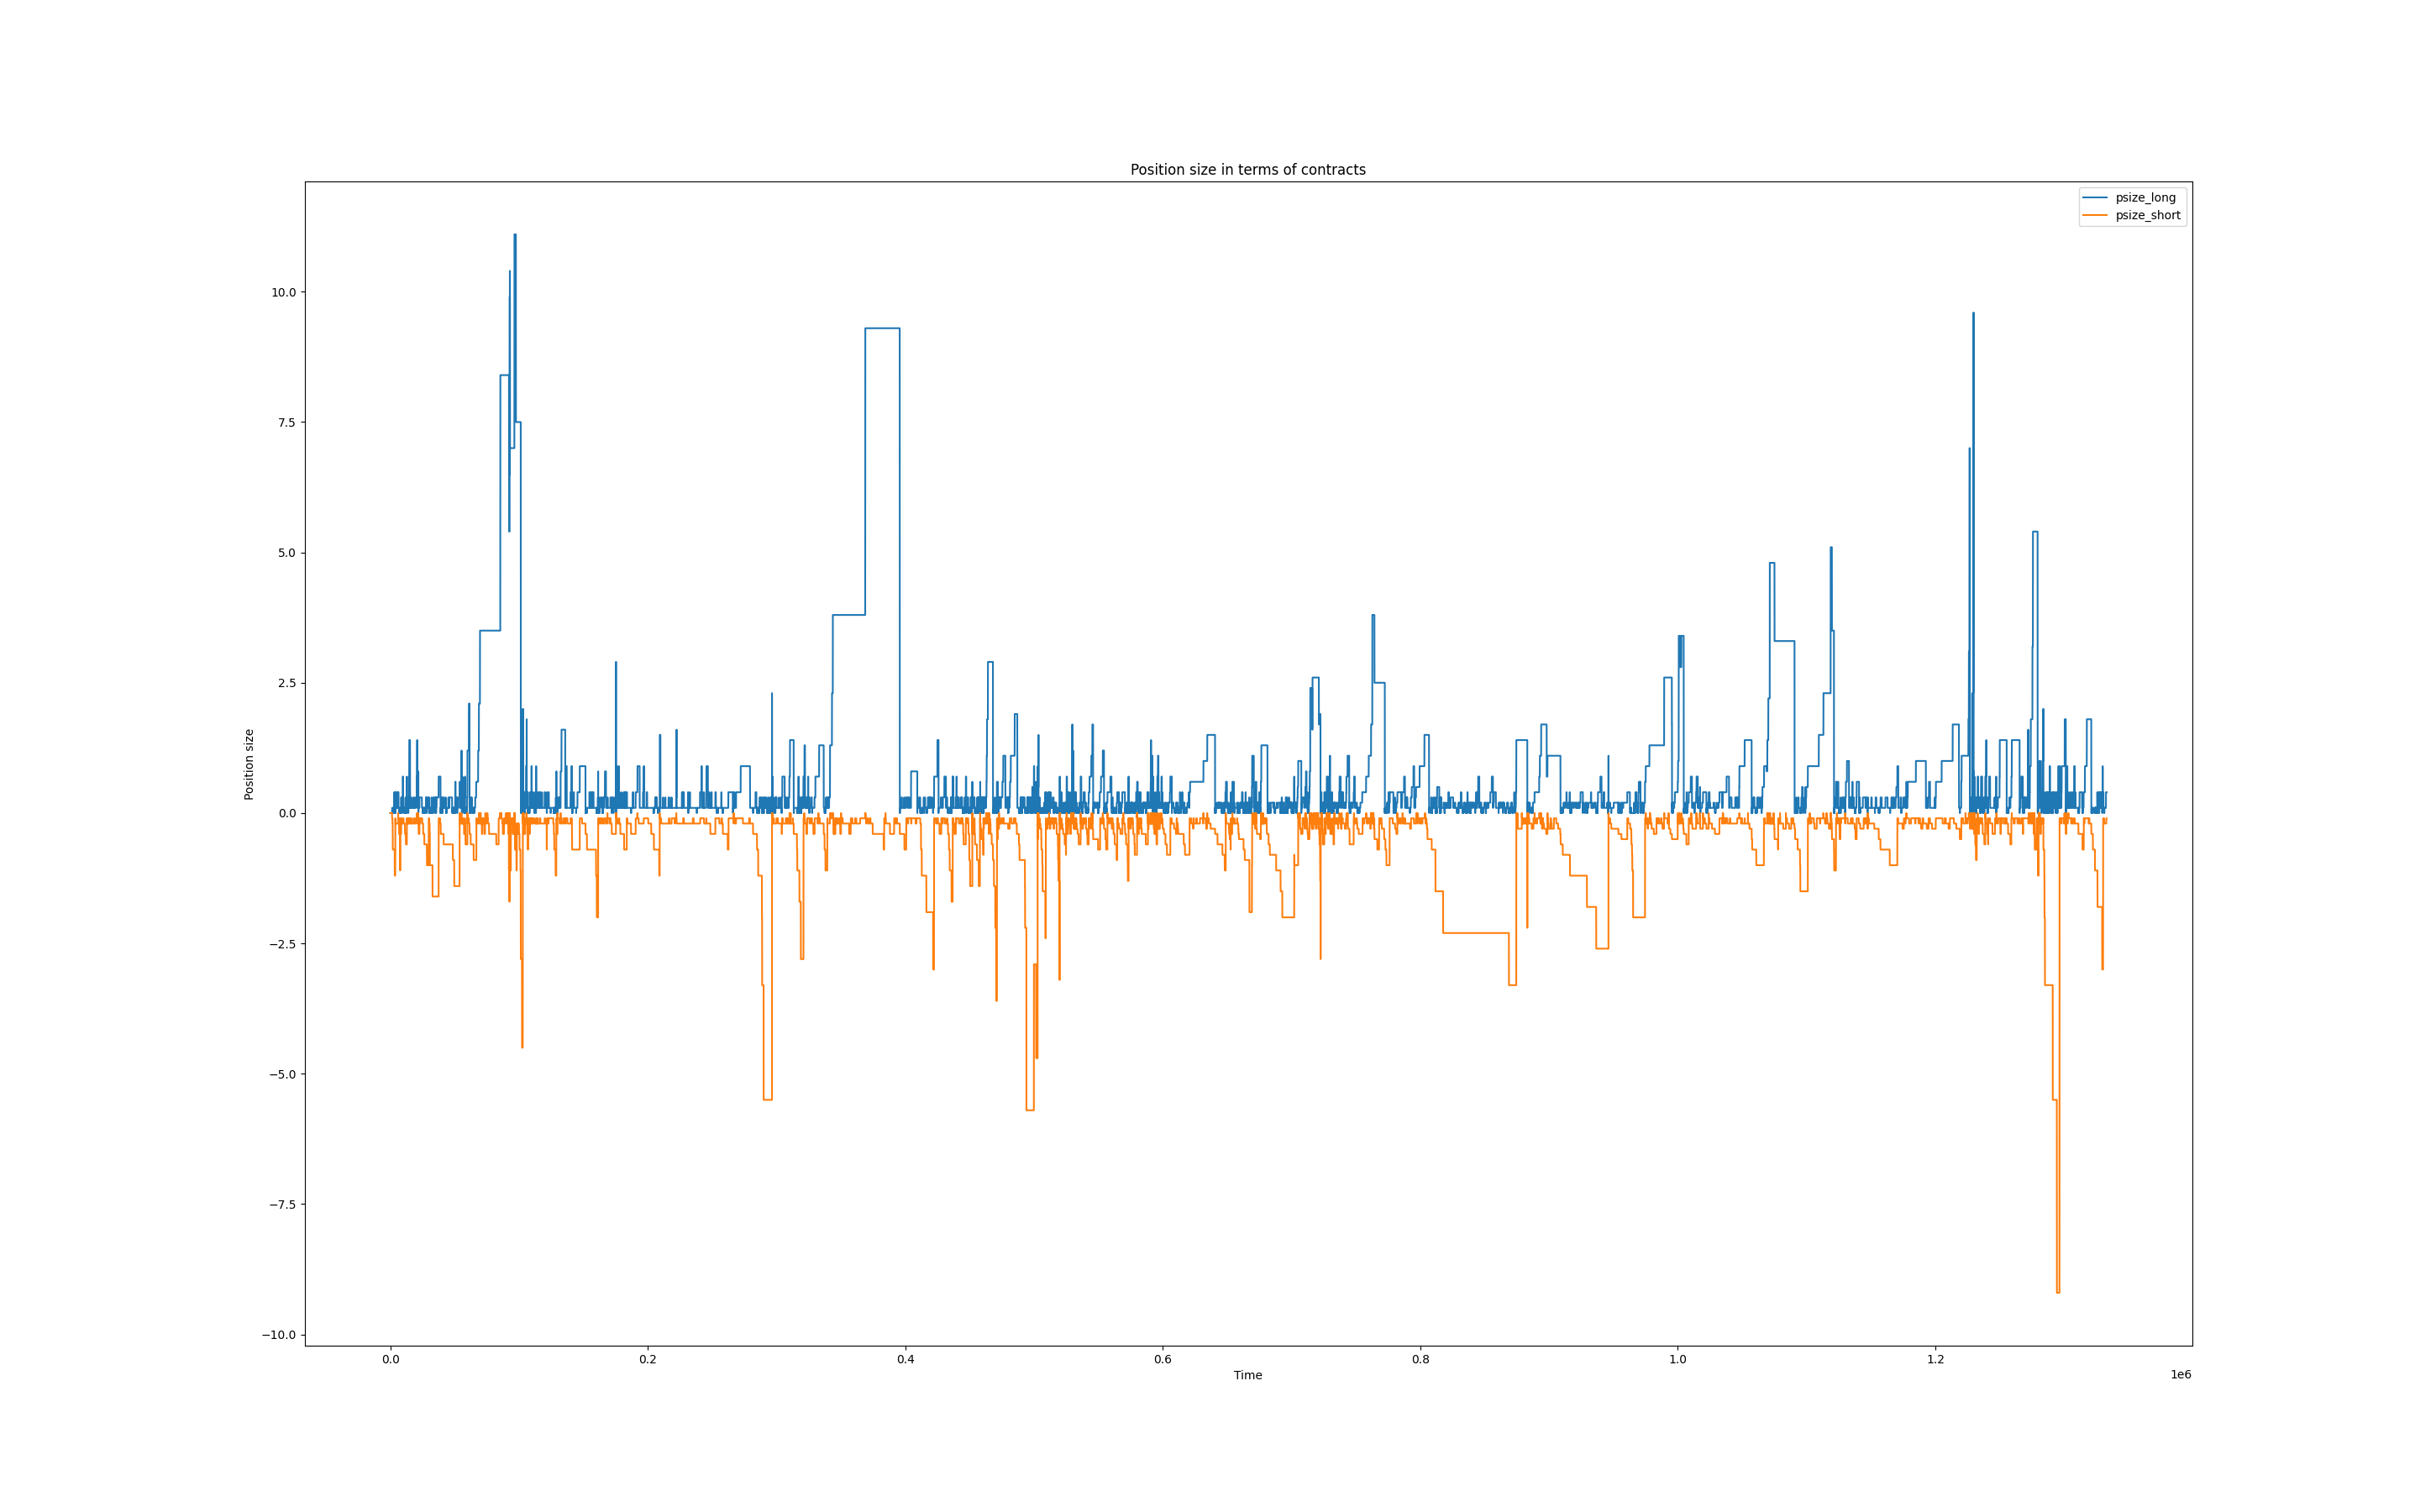 Position size in terms of contracts
psize_long
psize_short
10.0
7.5
5.0
2.5
0.0
−2.5
−5.0
−7.5
−10.0
Position size
0.0
0.2
0.4
0.6
0.8
1.0
1.2
Time
1e6